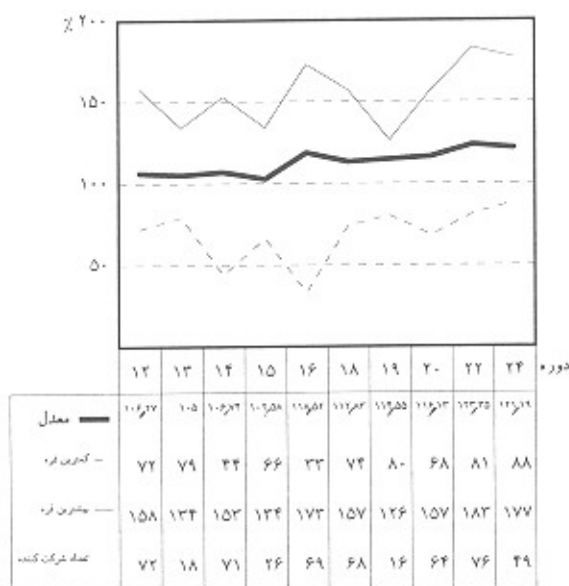 % ۲۰۰
۱۵۰
۱۰۰
۵۰
۱۲ ۱۳ ۱۴ ۱۵ ۱۶ ۱۸ ۱۹ ۲۰ ۲۲ ۲۴ دوره
معدل ۱۰۵
کمترین نمره ۷۲ ۷۹ ۴۴ ۶۶ ۳۳ ۷۴ ۸۰ ۶۸ ۸۱ ۸۸
بیشترین نمره ۱۵۸ ۱۳۴ ۱۵۳ ۱۳۴ ۱۷۳ ۱۵۷ ۱۲۶ ۱۵۷ ۱۸۳ ۱۷۷
تعداد شرکت کننده ۷۲ ۱۸ ۷۱ ۲۶ ۶۹ ۶۸ ۱۶ ۶۴ ۷۶ ۴۹